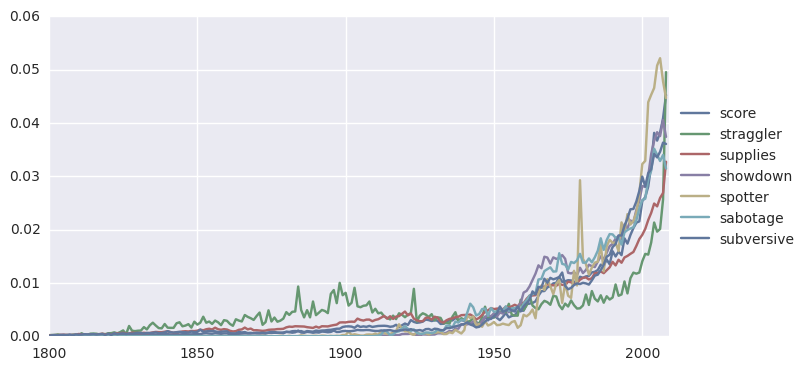 0.06
0.05
0.04
0.03
0.02
0.01
0.00
1800 1850 1900 1950 2000
score
straggler
supplies
showdown
spotter
sabotage
subversive